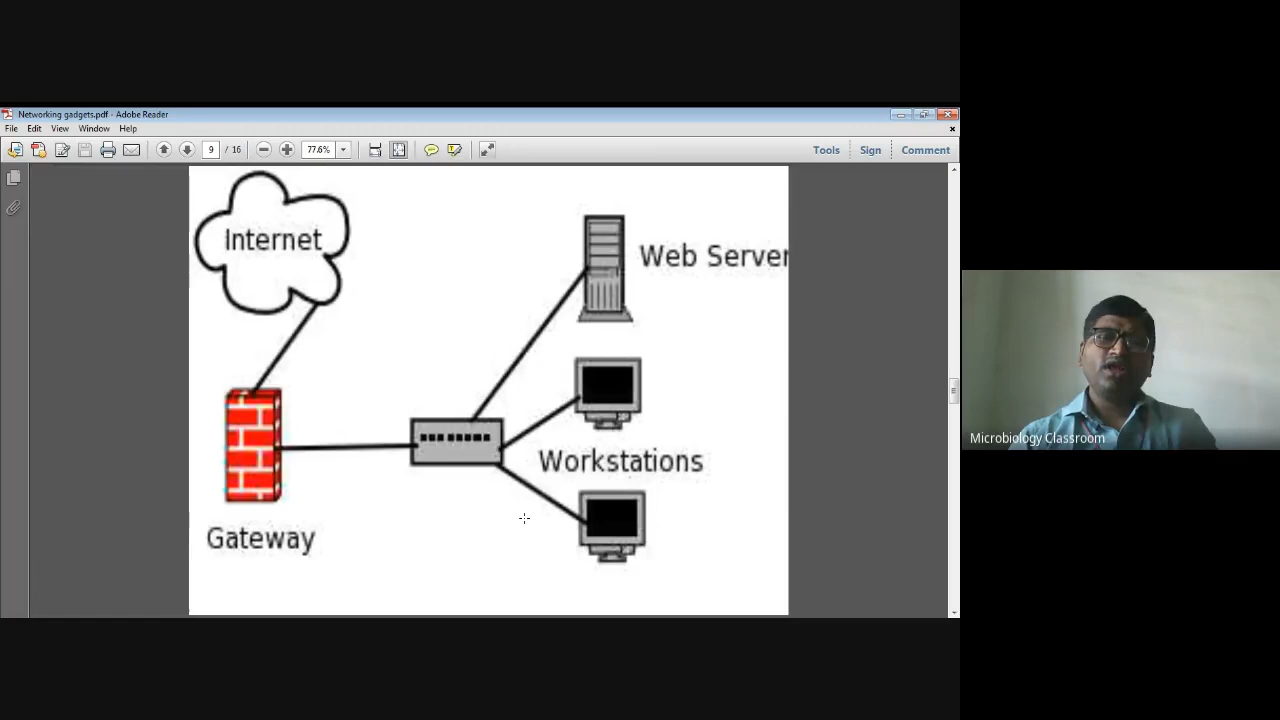 Networking gadgets.pdf - Adobe Reader
File Edit View Window Help
9 / 16 77.6% Tools Sign Comment
Internet
Web Server
Workstations
Gateway
Microbiology Classroom